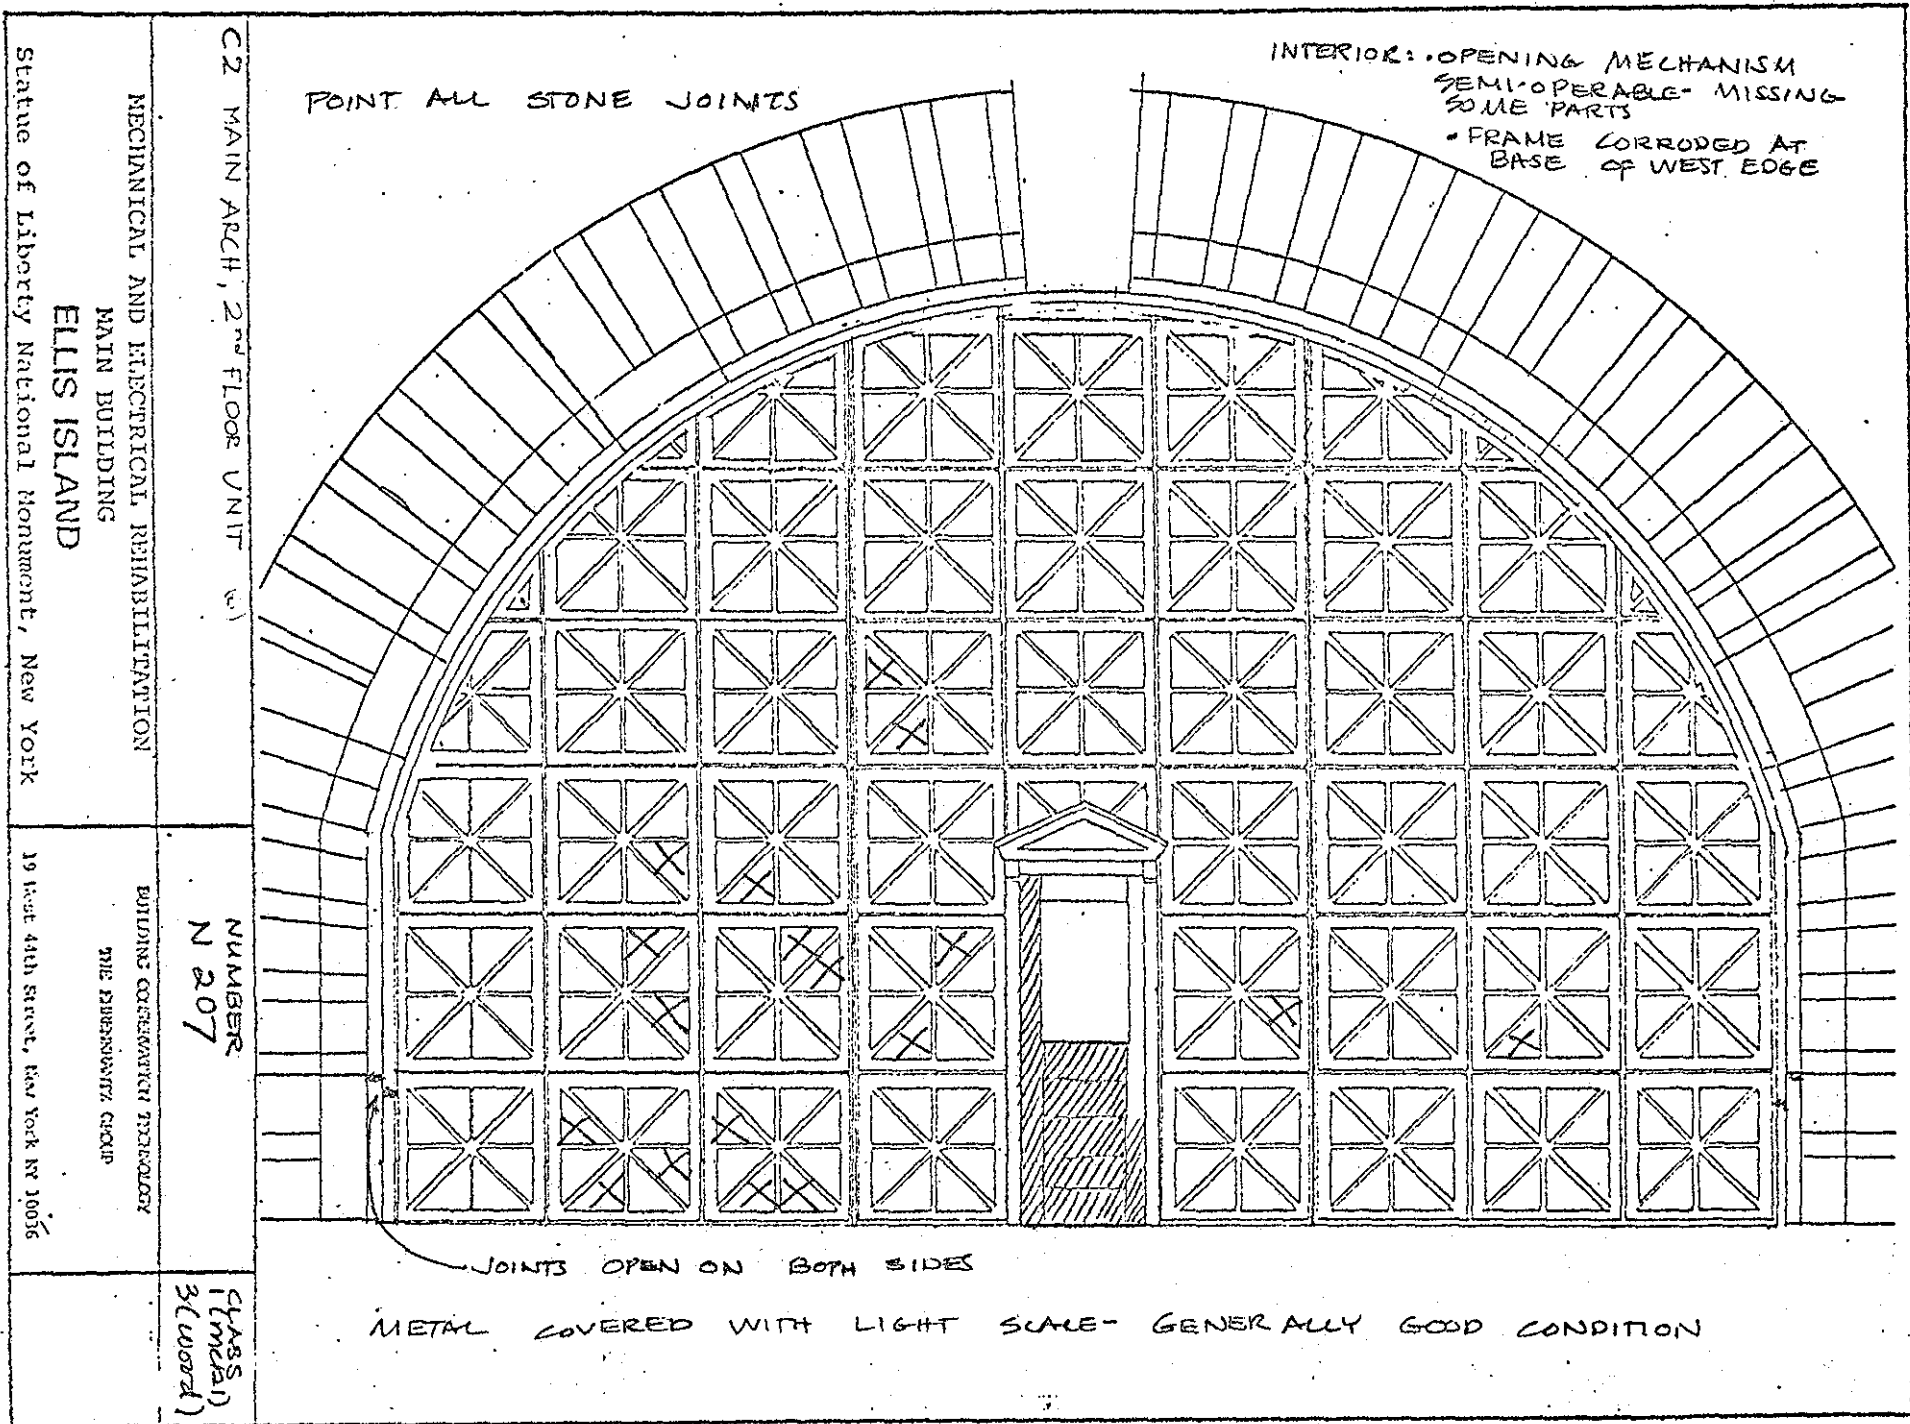 POINT ALL STONE JOINTS
INTERIOR: • OPENING MECHANISM
SEMI-OPERABLE- MISSING
SOME PARTS
• FRAME CORRODED AT
BASE OF WEST EDGE
JOINTS OPEN ON BOTH SIDES
METAL COVERED WITH LIGHT SCALE- GENERALLY GOOD CONDITION
C2 MAIN ARCH, 2nd FLOOR UNIT
MECHANICAL AND ELECTRICAL REHABILITATION
MAIN BUILDING
ELLIS ISLAND
Statue of Liberty National Monument, New York
NUMBER
N 207
BUILDING CONSERVATION TECHNOLOGY
THE EHRENKRANTZ GROUP
19 West 44th Street, New York NY 10036
CLASS
1(metal)
3(wood)